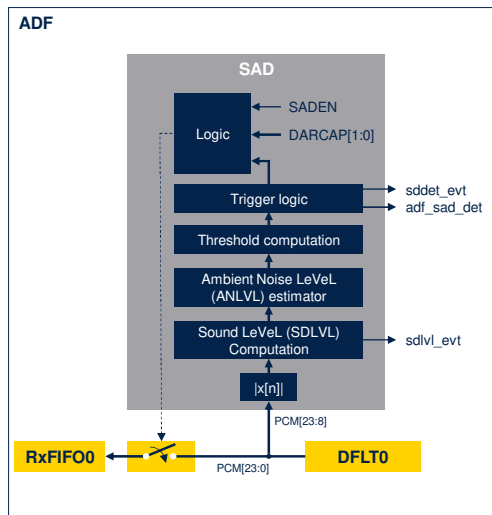 ADF
SAD
SADEN
Logic
DARCAP[1:0]
sddet_evt
Trigger logic
adf_sad_det
Threshold computation
Ambient Noise LeVeL
(ANLVL) estimator
Sound LeVeL (SDLVL)
Computation
sdlvl_evt
|x[n]|
PCM[23:8]
RxFIFO0
DFLT0
PCM[23:0]